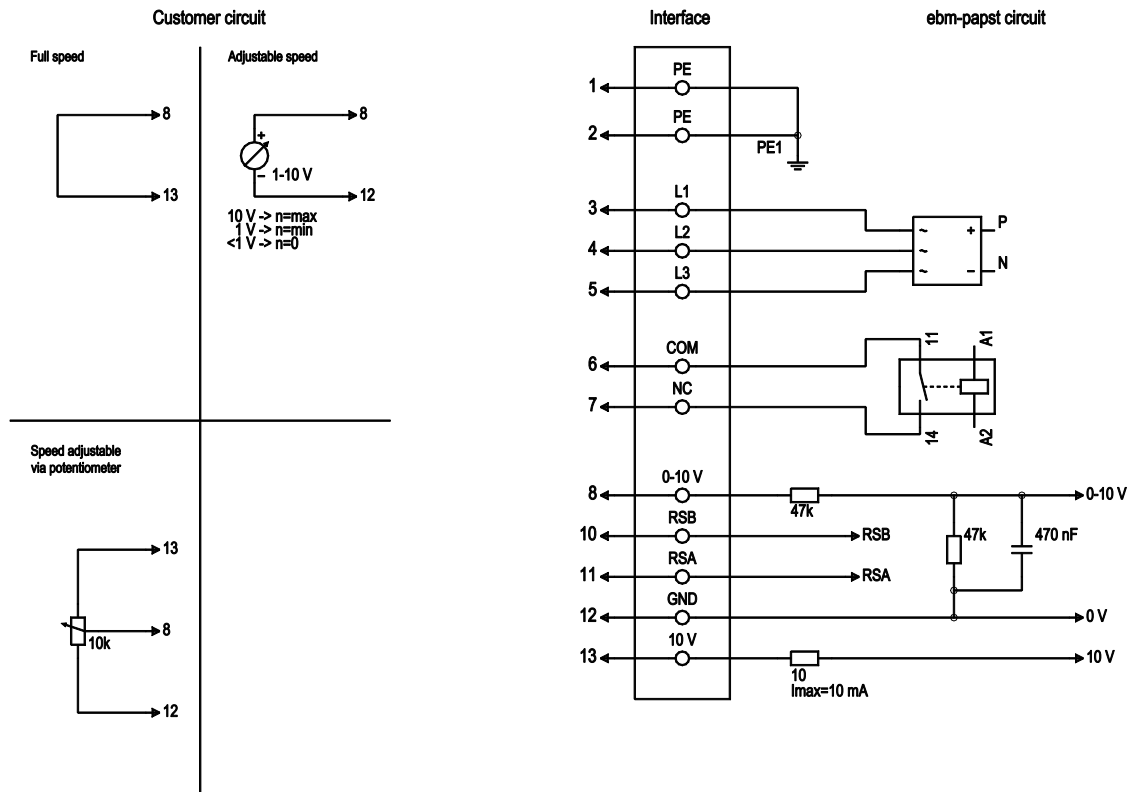 Customer circuit
Interface
ebm-papst circuit
Full speed
8
13
Adjustable speed
8
+
– 1-10 V
12
10 V -> n=max
1 V -> n=min
<1 V -> n=0
Speed adjustable
via potentiometer
13
8
10k
12
1
PE
2
PE
PE1
3
L1
4
L2
5
L3
~
~
~
+
–
P
N
6
COM
7
NC
11
14
A1
A2
8
0-10 V
47k
0-10 V
10
RSB
RSB
47k
470 nF
11
RSA
RSA
12
GND
0 V
13
10 V
10
Imax=10 mA
10 V